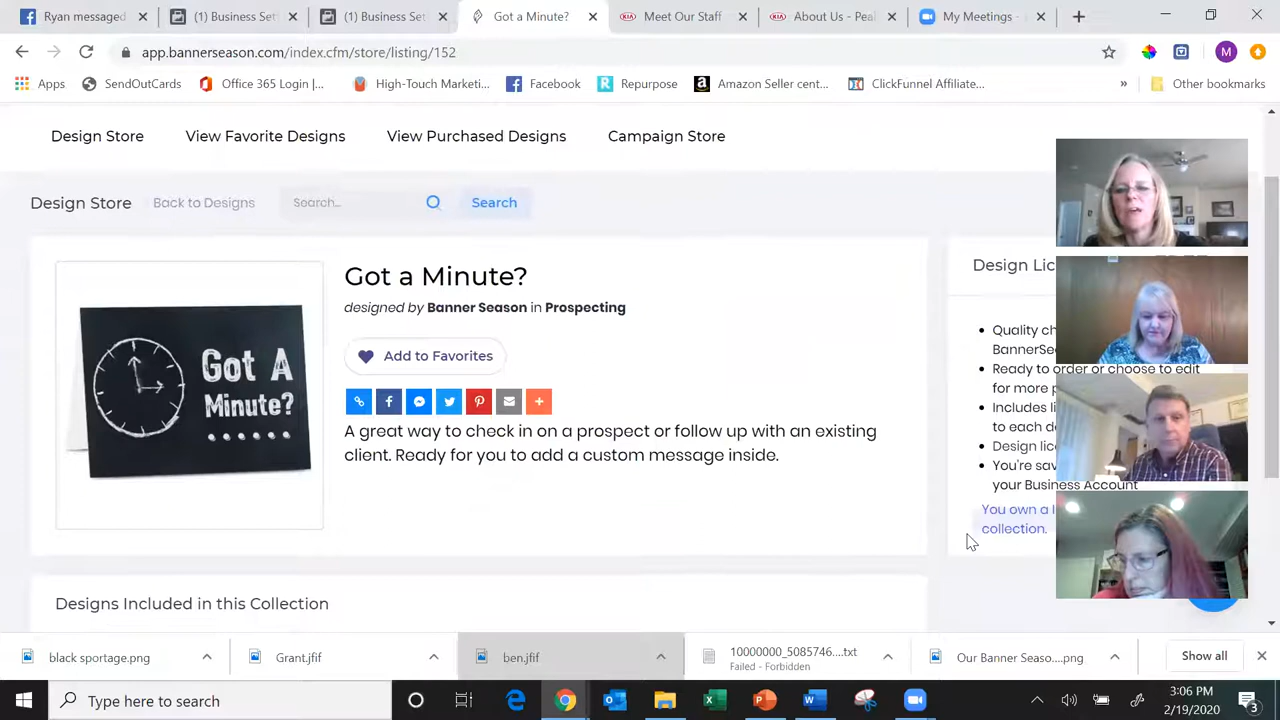 Ryan messaged
(1) Business Set
(1) Business Set
Got a Minute?
Meet Our Staff
About Us - Peal
My Meetings -
app.bannerseason.com/index.cfm/store/listing/152
M
Apps
SendOutCards
Office 365 Login |...
High-Touch Marketi...
Facebook
Repurpose
Amazon Seller cent...
ClickFunnel Affiliate...
»
Other bookmarks
Design Store
View Favorite Designs
View Purchased Designs
Campaign Store
Design Store
Back to Designs
Search...
Search
Got A
Minute?
Got a Minute?
designed by Banner Season in Prospecting
Add to Favorites
A great way to check in on a prospect or follow up with an existing
client. Ready for you to add a custom message inside.
Design Lic
Quality ch
BannerSea
Ready to order or choose to edit
for more p
Includes li
to each de
Design lice
You're sav
your Business Account
You own a l
collection.
Designs Included in this Collection
black sportage.png
Grant.jfif
ben.jfif
10000000_5085746....txt
Failed - Forbidden
Our Banner Seaso....png
Show all
Type here to search
3:06 PM
2/19/2020
3